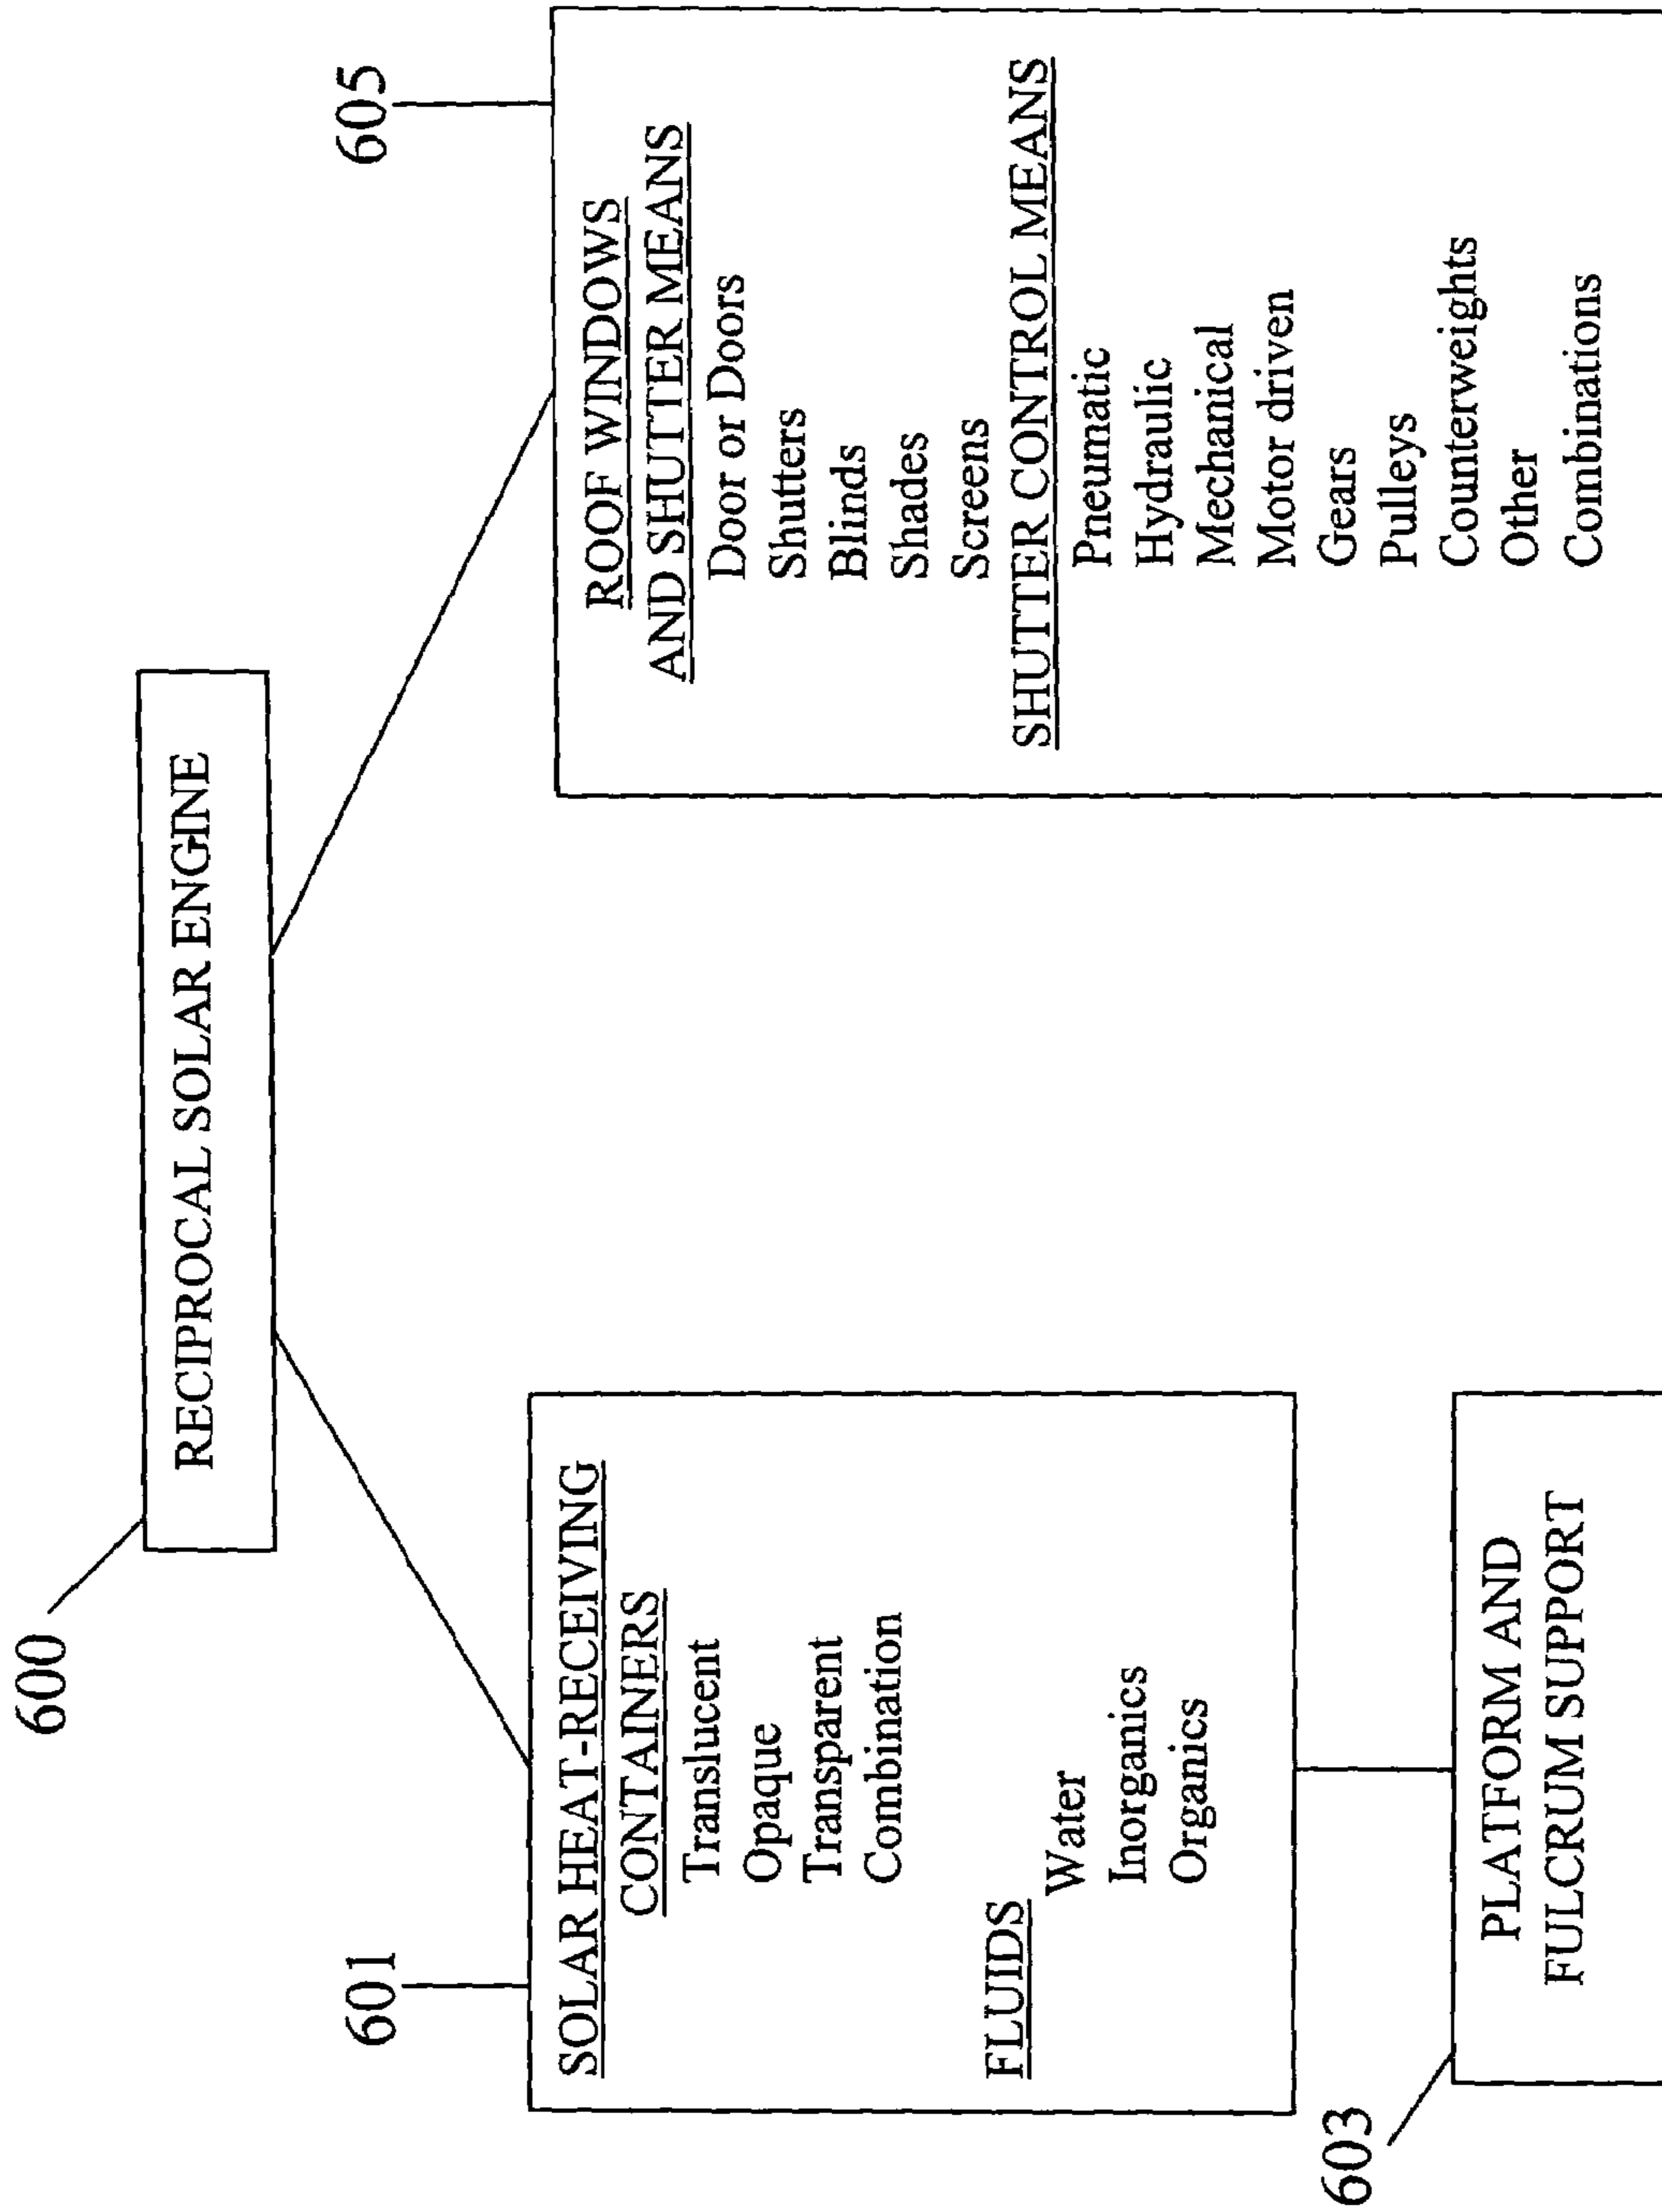 600
RECIPROCAL SOLAR ENGINE
601
SOLAR HEAT-RECEIVING
CONTAINERS
Translucent
Opaque
Transparent
Combination
FLUIDS
Water
Inorganics
Organics
603
PLATFORM AND
FULCRUM SUPPORT
605
ROOF WINDOWS
AND SHUTTER MEANS
Door or Doors
Shutters
Blinds
Shades
Screens
SHUTTER CONTROL MEANS
Pneumatic
Hydraulic
Mechanical
Motor driven
Gears
Pulleys
Counterweights
Other
Combinations